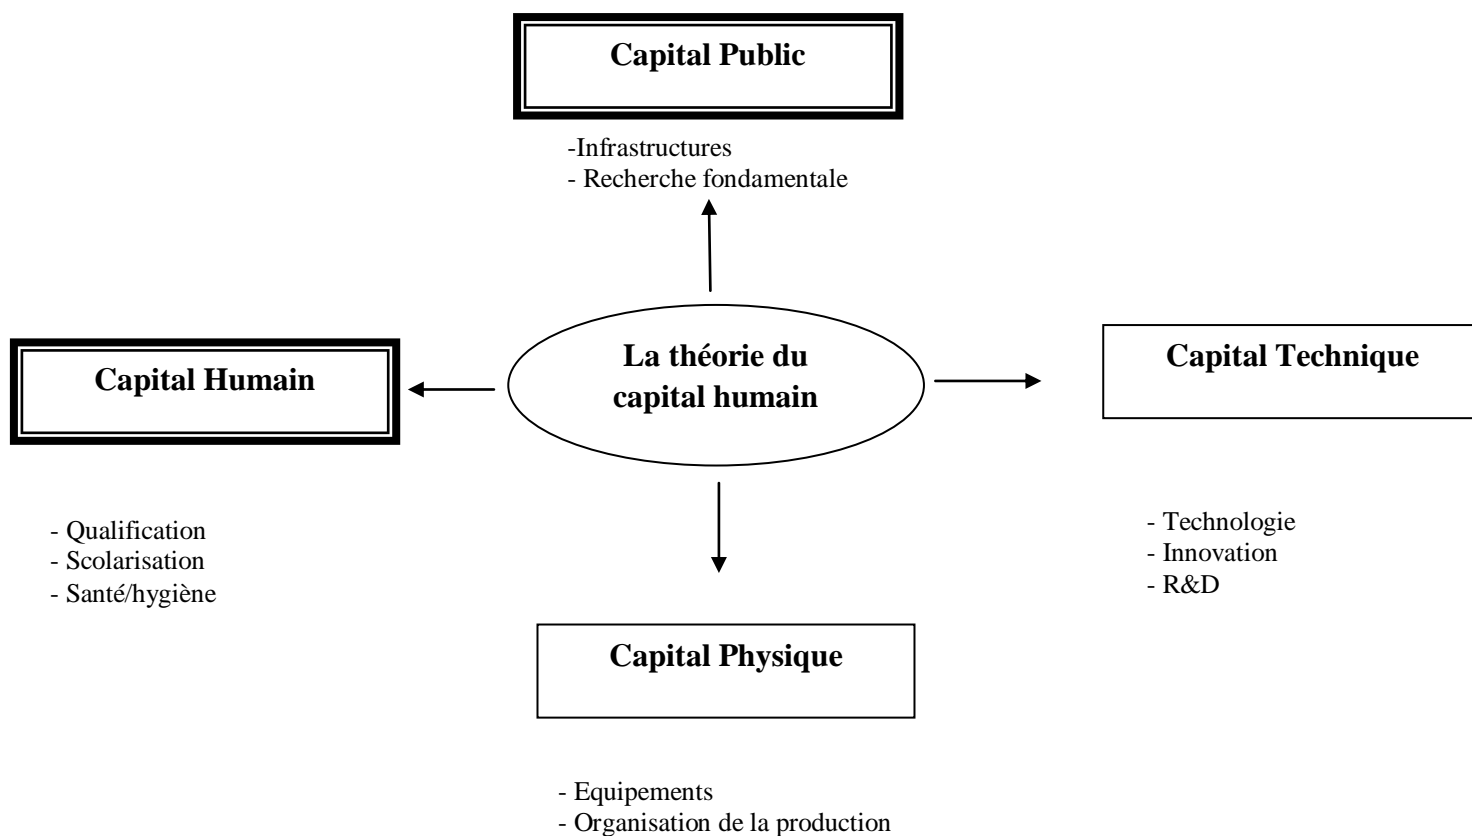 Capital Public
-Infrastructures
- Recherche fondamentale
La théorie du
capital humain
Capital Humain
- Qualification
- Scolarisation
- Santé/hygiène
Capital Technique
- Technologie
- Innovation
- R&D
Capital Physique
- Equipements
- Organisation de la production